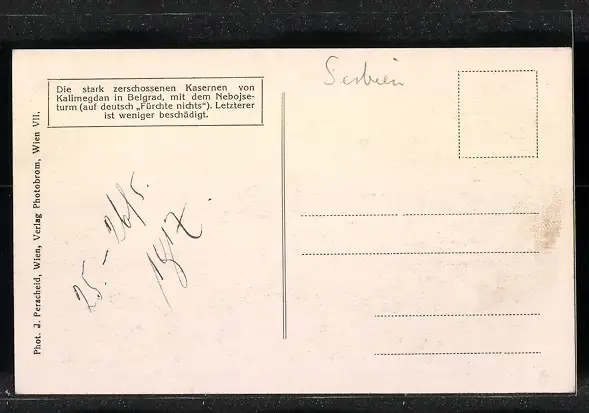 Die stark zerschossenen Kasernen von
Kalimegdan in Belgrad, mit dem Nebojse-
turm (auf deutsch „Fürchte nichts“). Letzterer
ist weniger beschädigt.
Serbien
25. - 26/5.
1917.
Phot. J. Perscheid, Wien, Verlag Photobrom, Wien VII.